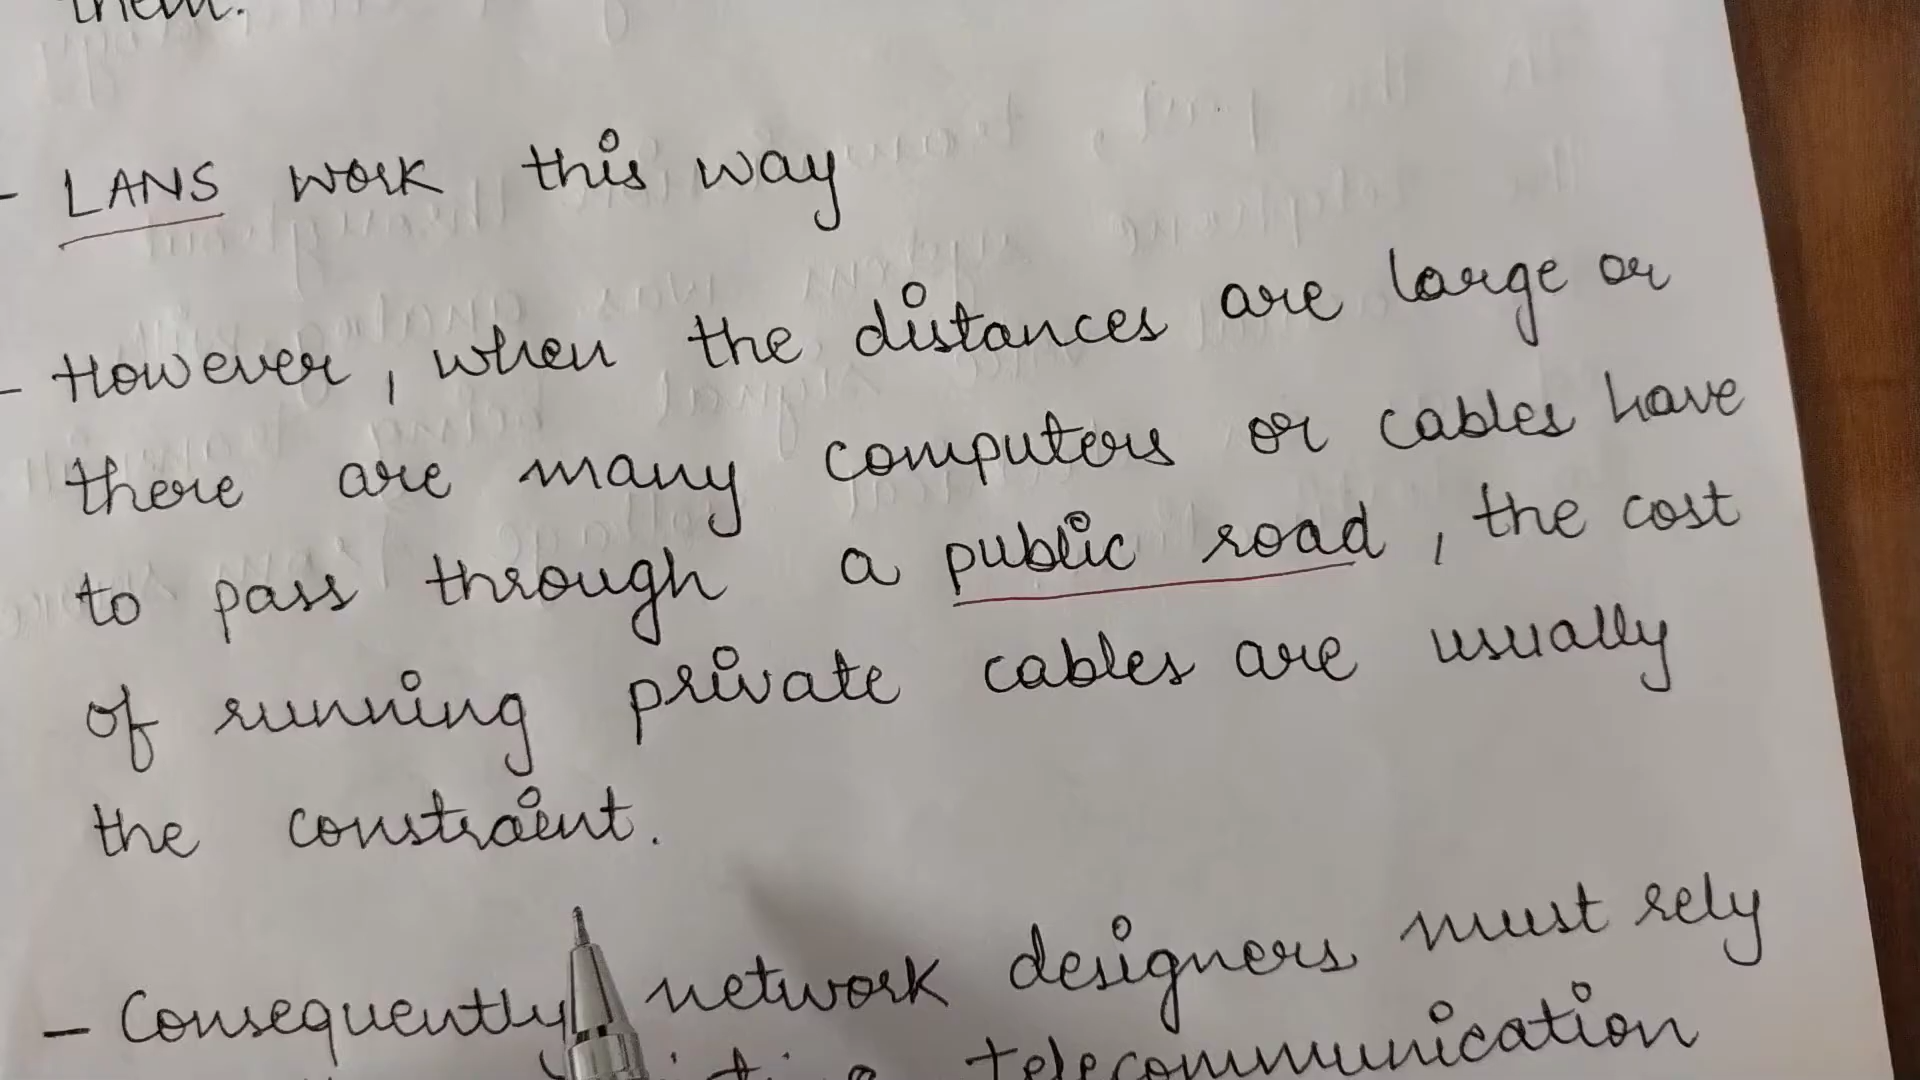 them.
- LANS work this way
- However, when the distances are large or
there are many computers or cables have
to pass through a public road, the cost
of running private cables are usually
the constraint.
- Consequently network designers must rely
telecommunication